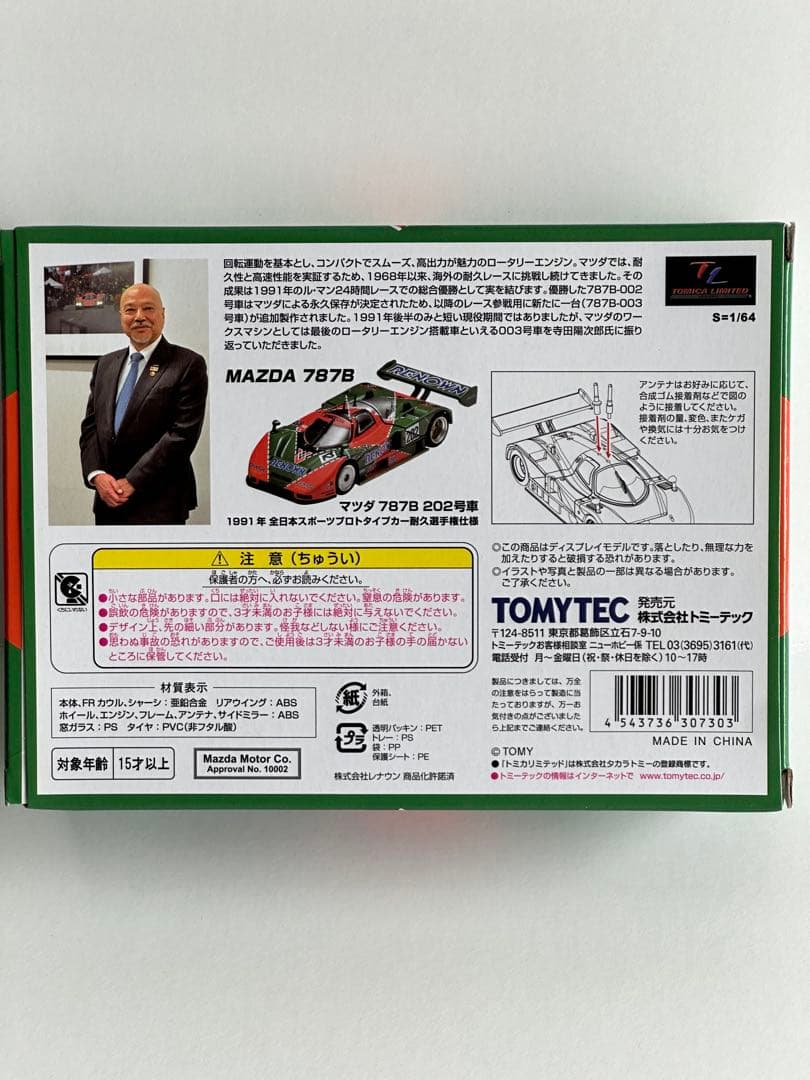 回転運動を基本とし、コンパクトでスムーズ、高出力が魅力のロータリーエンジン。マツダでは、耐
久性と高速性能を実証するため、1968年以来、海外の耐久レースに挑戦し続けてきました。その
成果は1991年のル・マン24時間レースでの総合優勝として実を結びます。優勝した787B-002
号車はマツダによる永久保存が決定されたため、以降のレース参戦用に新たに一台(787B-003
号車)が追加製作されました。1991年後半のみと短い現役期間ではありましたが、マツダのワー
クスマシンとしては最後のロータリーエンジン搭載車といえる003号車を寺田陽次郎氏に振り
返っていただきました。
TL
TOMICA LIMITED
S=1/64
MAZDA 787B
RENOWN
202
RENOWN
マツダ 787B 202号車
1991年 全日本スポーツプロトタイプカー耐久選手権仕様
アンテナはお好みに応じて、
合成ゴム接着剤などで図の
ように接着してください。
接着剤の量、変色、またケガ
や換気には十分お気をつけ
ください。
くちにいれない
⚠ 注意(ちゅうい)
保護者の方へ、必ずお読みください。
●小さな部品があります。口には絶対に入れないでください。窒息の危険があります。
●誤飲の危険がありますので、3才未満のお子様には絶対に与えないでください。
●デザイン上、先の細い部分があります。怪我などしない様にご注意ください。
●思わぬ事故の恐れがありますので、ご使用後は3才未満のお子様の手の届かない
ところに保管してください。
◎この商品はディスプレイモデルです。落としたり、無理な力を
加えたりすると破損する恐れがあります。
◎イラストや写真と製品の一部は異なる場合があります。
ご了承ください。
TOMYTEC 発売元
株式会社トミーテック
〒124-8511 東京都葛飾区立石7-9-10
トミーテックお客様相談室 ニューホビー係 TEL 03(3695)3161(代)
電話受付 月〜金曜日(祝・祭・休日を除く)10〜17時
材質表示
本体、FRカウル、シャーシ:亜鉛合金 リアウイング:ABS
ホイール、エンジン、フレーム、アンテナ、サイドミラー:ABS
窓ガラス:PS タイヤ:PVC(非フタル酸)
紙
外箱、
台紙
プラ
透明パッキン:PET
トレー:PS
袋:PP
保護シート:PE
製品につきましては、万全
の注意をはらって製造に当
たっておりますが、万一お
気付きの点がございました
ら上記までご連絡ください。
4 543736 307303
MADE IN CHINA
対象年齢 15才以上
Mazda Motor Co.
Approval No. 10002
株式会社レナウン 商品化許諾済
©TOMY
●「トミカリミテッド」は株式会社タカラトミーの登録商標です。
●トミーテックの情報はインターネットで www.tomytec.co.jp/